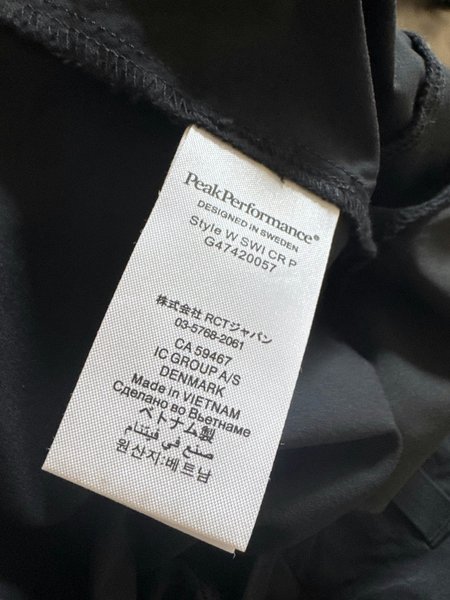 PeakPerformance®
DESIGNED IN SWEDEN
Style W SWI CR P
G47420057
株式会社 RCTジャパン
03-5768-2061
CA 59467
IC GROUP A/S
DENMARK
Made in VIETNAM
Сделано во Вьетнаме
ベトナム製
صنع في فيتنام
원산지:베트남